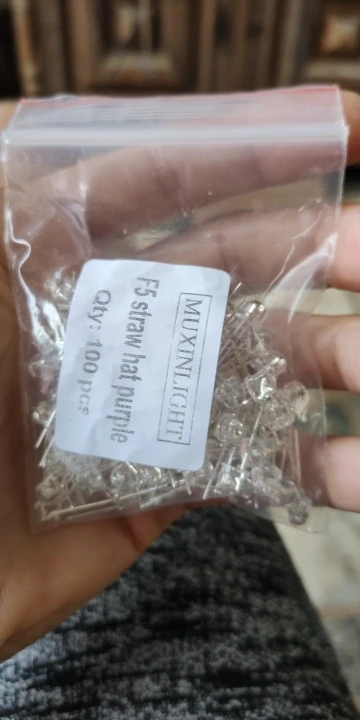 MUXINLIGHT
F5 straw hat purple
Qty: 100 pcs